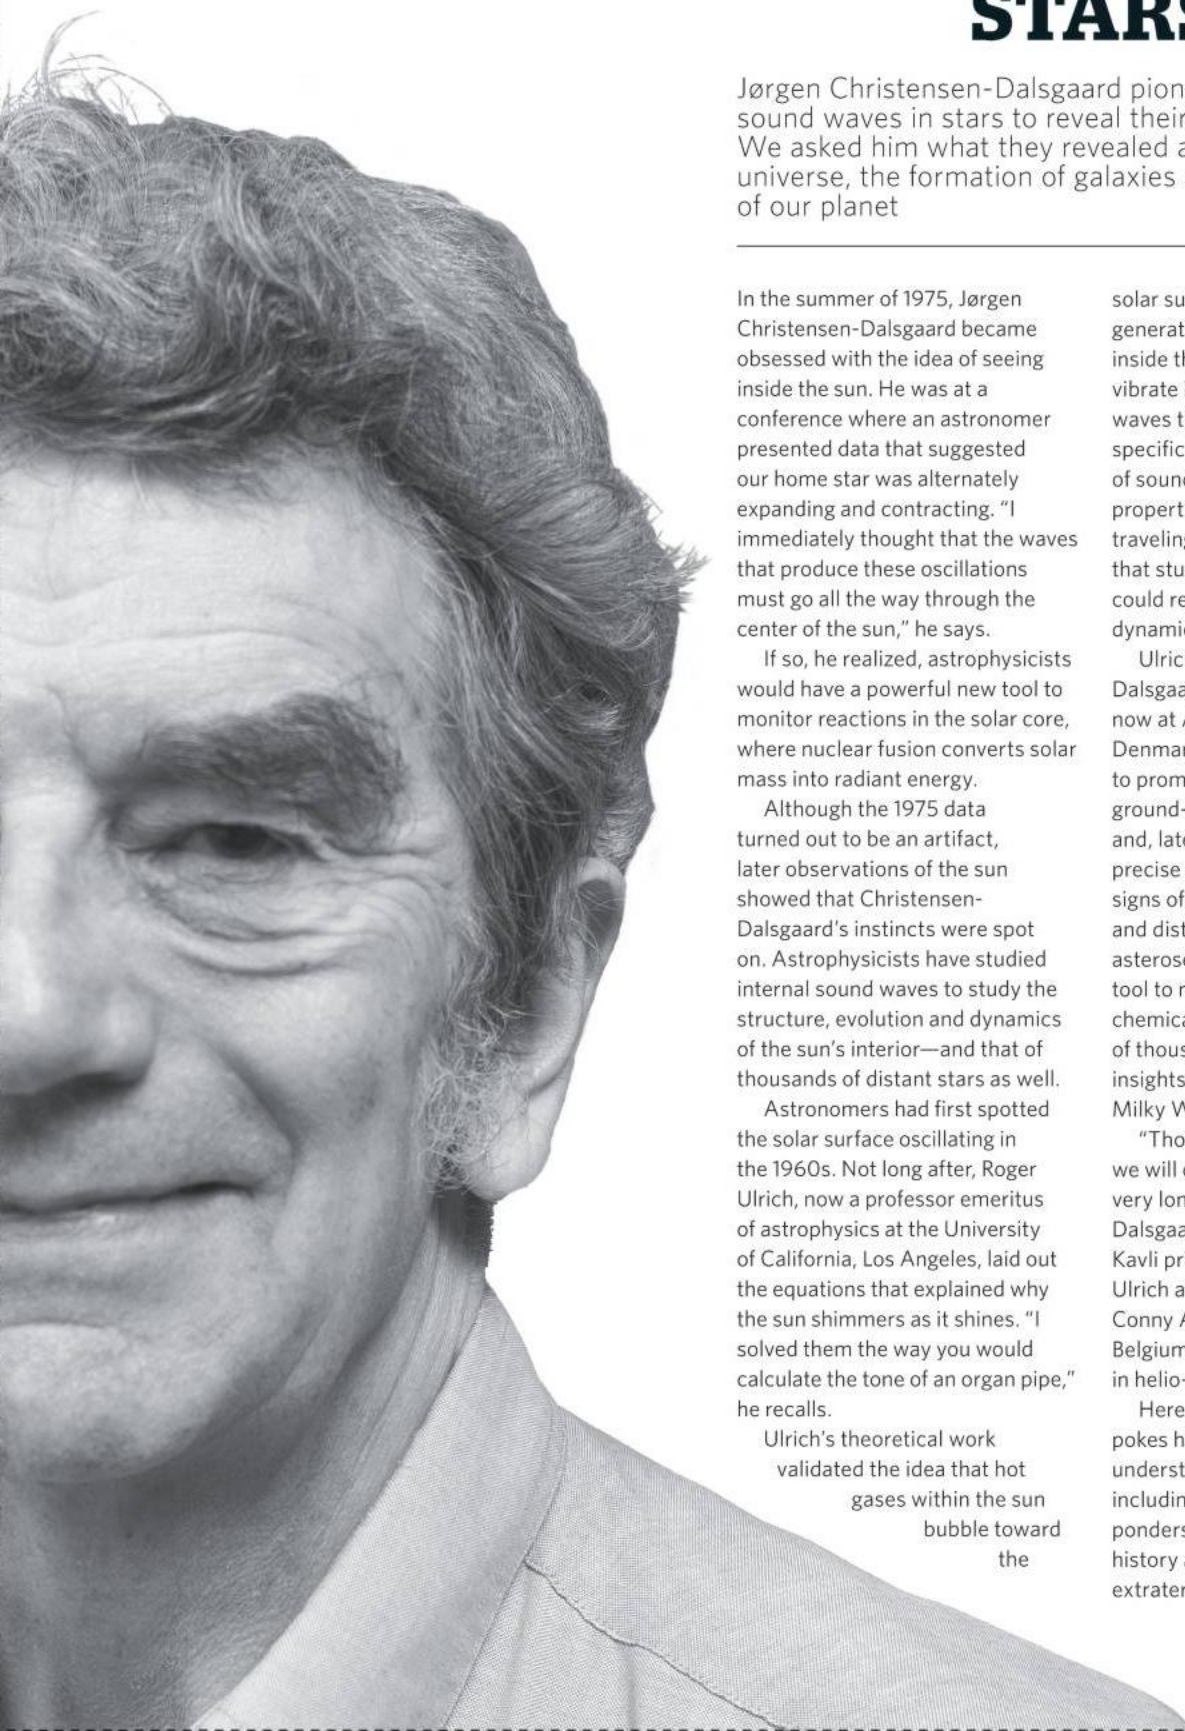 STARS
Jørgen Christensen-Dalsgaard pion
sound waves in stars to reveal their
We asked him what they revealed a
universe, the formation of galaxies
of our planet
In the summer of 1975, Jørgen
Christensen-Dalsgaard became
obsessed with the idea of seeing
inside the sun. He was at a
conference where an astronomer
presented data that suggested
our home star was alternately
expanding and contracting. “I
immediately thought that the waves
that produce these oscillations
must go all the way through the
center of the sun,” he says.
If so, he realized, astrophysicists
would have a powerful new tool to
monitor reactions in the solar core,
where nuclear fusion converts solar
mass into radiant energy.
Although the 1975 data
turned out to be an artifact,
later observations of the sun
showed that Christensen-
Dalsgaard’s instincts were spot
on. Astrophysicists have studied
internal sound waves to study the
structure, evolution and dynamics
of the sun’s interior—and that of
thousands of distant stars as well.
Astronomers had first spotted
the solar surface oscillating in
the 1960s. Not long after, Roger
Ulrich, now a professor emeritus
of astrophysics at the University
of California, Los Angeles, laid out
the equations that explained why
the sun shimmers as it shines. “I
solved them the way you would
calculate the tone of an organ pipe,”
he recalls.
Ulrich’s theoretical work
validated the idea that hot
gases within the sun
bubble toward
the
solar su
generat
inside th
vibrate
waves t
specific
of sound
propert
traveling
that stu
could re
dynamic
Ulric
Dalsgaa
now at A
Denmar
to prom
ground-
and, late
precise
signs of
and dist
asterose
tool to r
chemica
of thous
insights
Milky W
“Tho
we will
very lon
Dalsgaa
Kavli pr
Ulrich a
Conny A
Belgium
in helio-
Here
pokes h
underst
includin
ponders
history
extrater